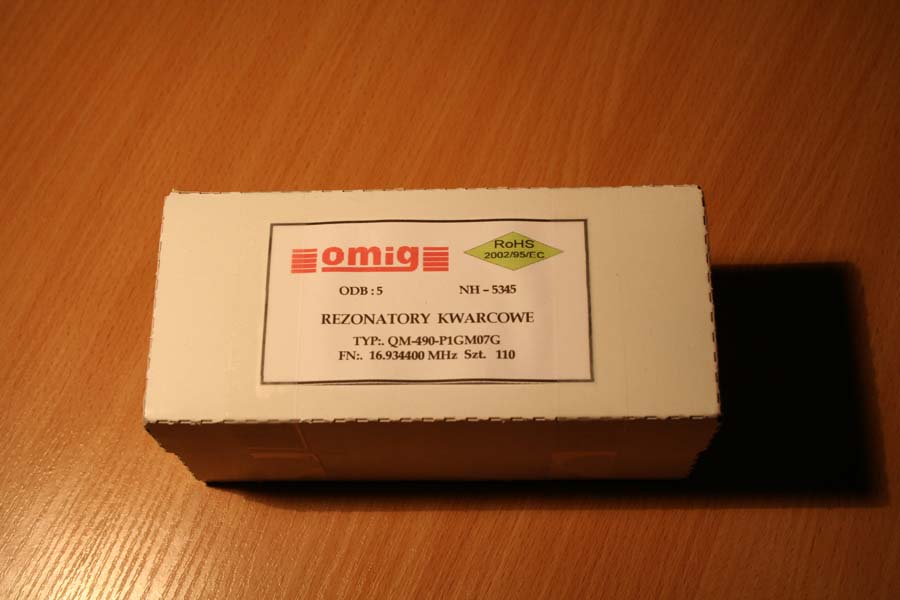 omig
RoHS
2002/95/EC
ODB : 5 NH – 5345
REZONATORY KWARCOWE
TYP:. QM-490-P1GM07G
FN:. 16.934400 MHz Szt. 110